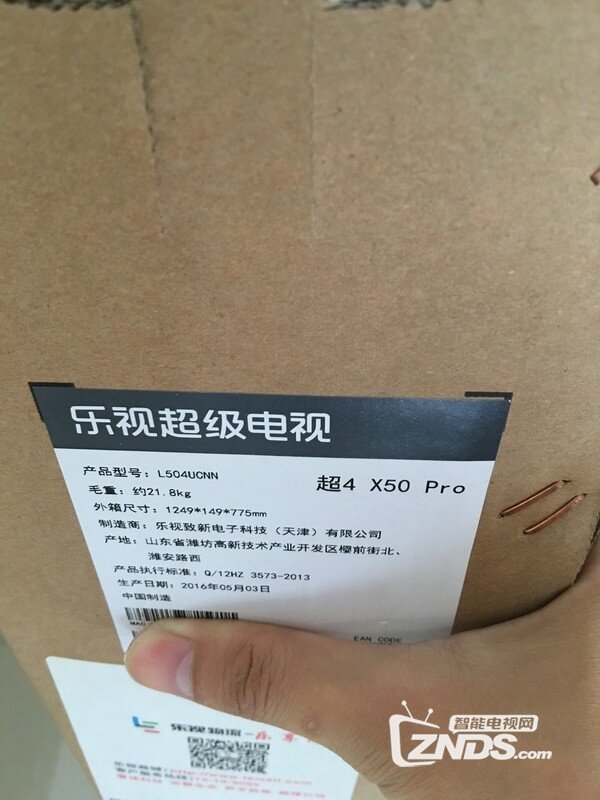 乐视超级电视
产品型号：L504UCNN
超4 X50 Pro
毛重：约21.8kg
外箱尺寸：1249*149*775mm
制造商：乐视致新电子科技（天津）有限公司
产地：山东省潍坊高新技术产业开发区樱前街北、
潍安路西
产品执行标准：Q/12HZ 3573-2013
生产日期：2016年05月03日
中国制造
MAC
EAN CODE
乐视物流
智能电视网
ZNDS.com